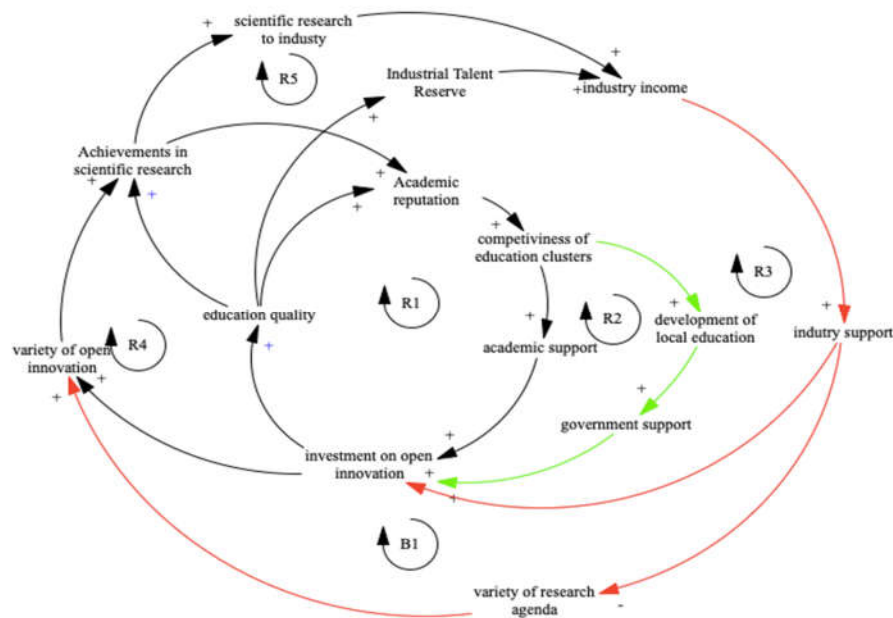 scientific research
to industy
+
+
R5
Industrial Talent
Reserve
+
industry income
+
Achievements in
scientific research
+
+
+
Academic
reputation
+
+
competiviness of
education clusters
R3
R1
education quality
+
R2
+
development of
local education
+
industry support
R4
variety of open
innovation
+
+
+
academic support
+
government support
+
investment on open
innovation
+
+
B1
variety of research
agenda
-